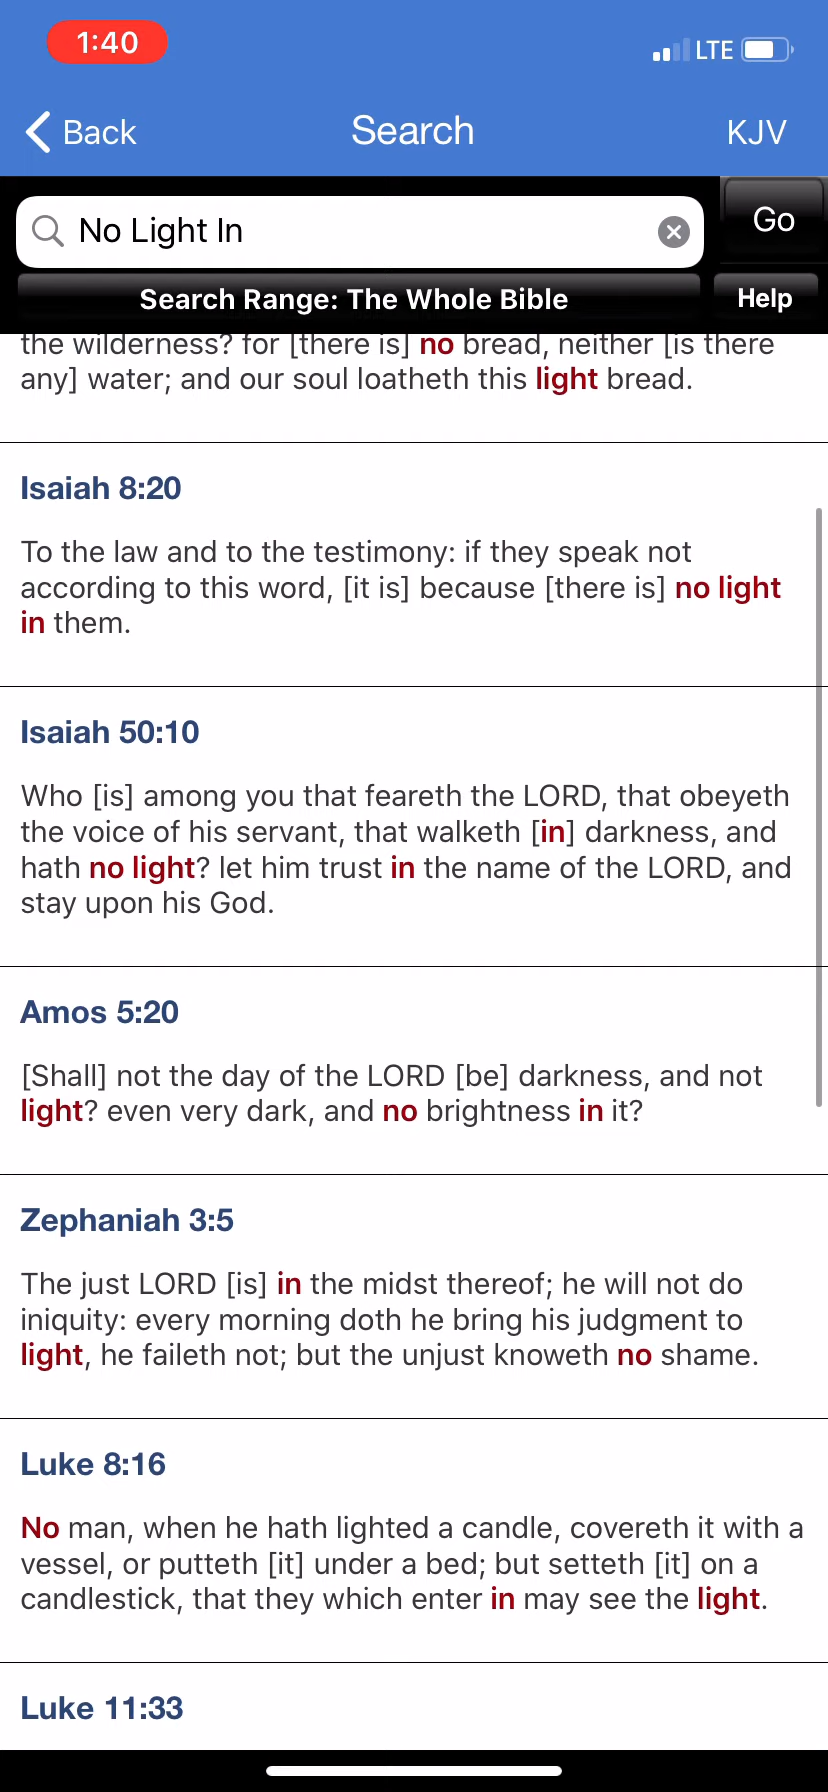 1:40
LTE
Back
Search
KJV
No Light In
Go
Search Range: The Whole Bible
Help
the wilderness? for [there is] no bread, neither [is there
any] water; and our soul loatheth this light bread.
Isaiah 8:20
To the law and to the testimony: if they speak not
according to this word, [it is] because [there is] no light
in them.
Isaiah 50:10
Who [is] among you that feareth the LORD, that obeyeth
the voice of his servant, that walketh [in] darkness, and
hath no light? let him trust in the name of the LORD, and
stay upon his God.
Amos 5:20
[Shall] not the day of the LORD [be] darkness, and not
light? even very dark, and no brightness in it?
Zephaniah 3:5
The just LORD [is] in the midst thereof; he will not do
iniquity: every morning doth he bring his judgment to
light, he faileth not; but the unjust knoweth no shame.
Luke 8:16
No man, when he hath lighted a candle, covereth it with a
vessel, or putteth [it] under a bed; but setteth [it] on a
candlestick, that they which enter in may see the light.
Luke 11:33